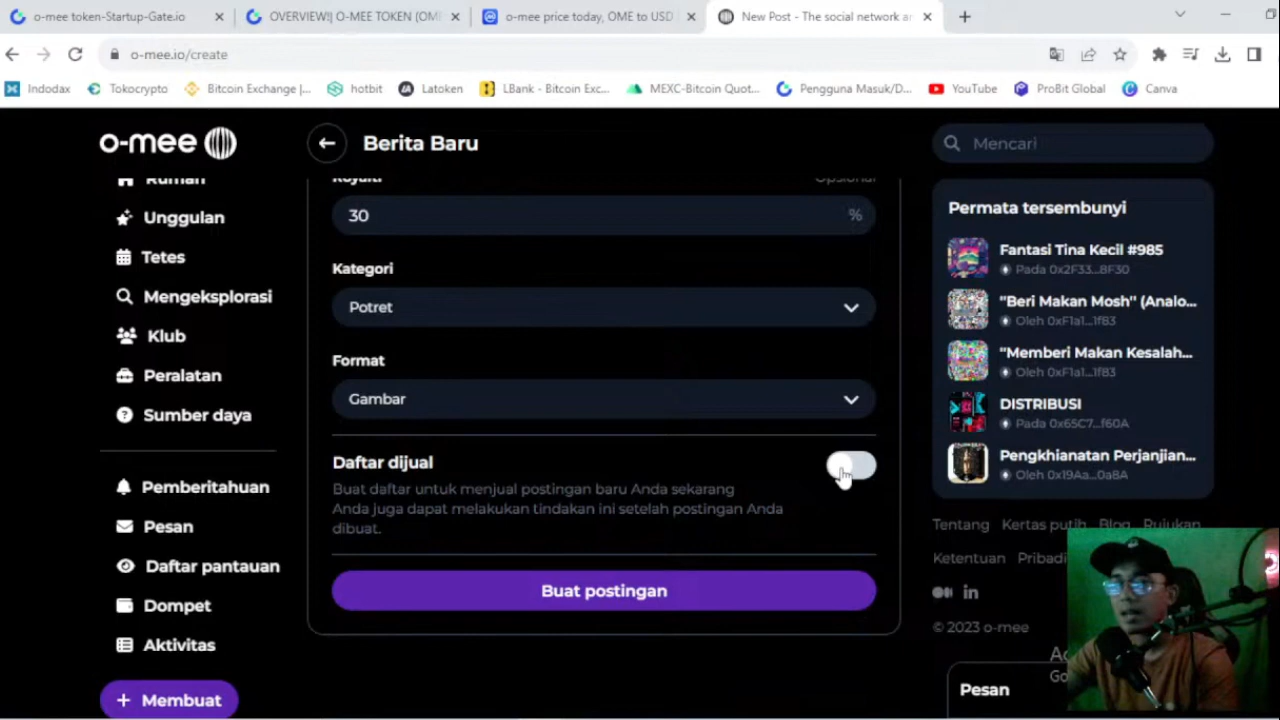 o-mee token-Startup-Gate.io
OVERVIEW!| O-MEE TOKEN (OM
o-mee price today, OME to USD
New Post - The social network ar
o-mee.io/create
Indodax
Tokocrypto
Bitcoin Exchange |...
hotbit
Latoken
LBank - Bitcoin Exc...
MEXC-Bitcoin Quot...
Pengguna Masuk/D...
YouTube
ProBit Global
Canva
o-mee
Berita Baru
Mencari
Rumah
Unggulan
Tetes
Mengeksplorasi
Klub
Peralatan
Sumber daya
Pemberitahuan
Pesan
Daftar pantauan
Dompet
Aktivitas
+ Membuat
Royalti
Opsional
30
%
Kategori
Potret
Format
Gambar
Daftar dijual
Buat daftar untuk menjual postingan baru Anda sekarang
Anda juga dapat melakukan tindakan ini setelah postingan Anda
dibuat.
Buat postingan
Permata tersembunyi
Fantasi Tina Kecil #985
Pada 0x2F33...8F30
"Beri Makan Mosh" (Analo...
Oleh 0xF1a1...1f83
"Memberi Makan Kesalah...
Oleh 0xF1a1...1f83
DISTRIBUSI
Pada 0x65C7...f60A
Pengkhianatan Perjanjian...
Oleh 0x19Aa...0a8A
Tentang Kertas putih Blog Rujukan
Ketentuan Pribadi
in
© 2023 o-mee
Pesan